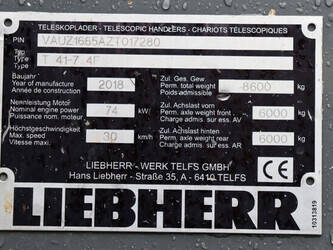 TELESKOPLADER - TELESCOPIC HANDLERS - CHARIOTS TÉLESCOPIQUES
PIN VAUZ1665AZT017280
Typ
Type T 41-7 4F
Type
Baujahr
Year of manufacture 2018
Année de construction
Zul. Ges. Gew.
Perm. total weight 8600 kg
Poids admissible
Nennleistung Motor
Nominal engine power 74 kW
Puissance nom. moteur
Zul. Achslast vorn
Perm. axle weight front 6000 kg
Charge admis. sur ess. AV
Höchstgeschwindigkeit
Max. speed 30 km/h
Vitesse maxi.
Zul. Achslast hinten
Perm. axle weight rear 6000 kg
Charge admis. sur ess. AR
LIEBHERR - WERK TELFS GMBH
Hans Liebherr - Straße 35, A - 6410 TELFS
CE
LIEBHERR
10313819